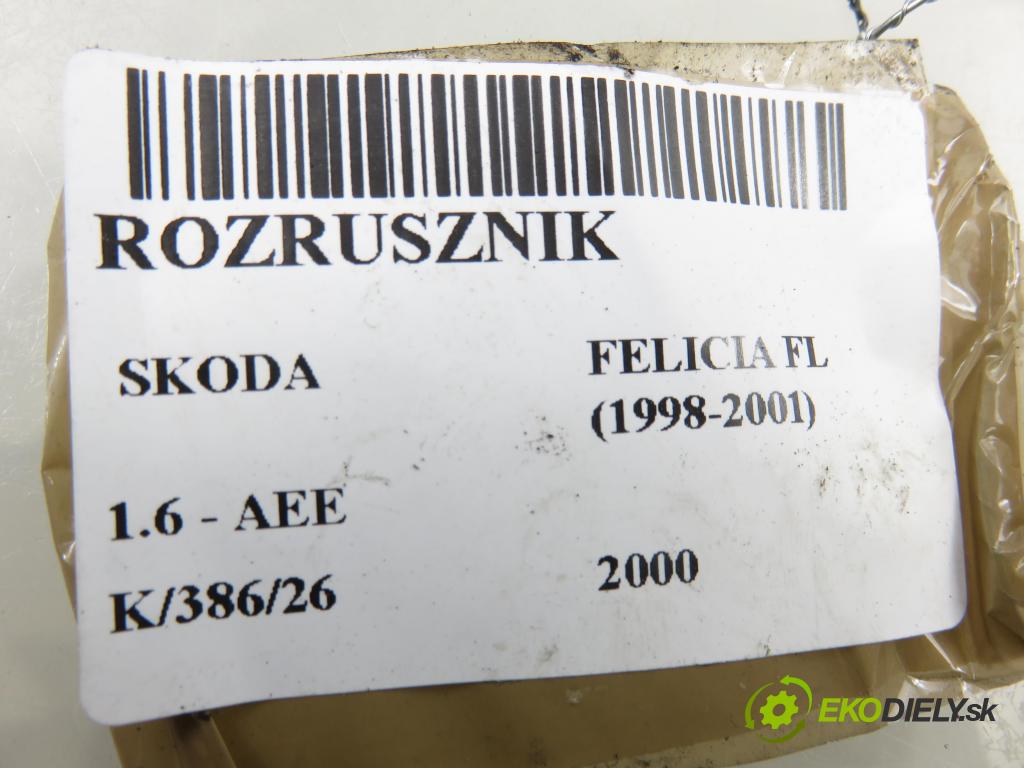 ROZRUSZNIK
SKODA
FELICIA FL
(1998-2001)
1.6 - AEE
K/386/26
2000
EKODIELY.sk